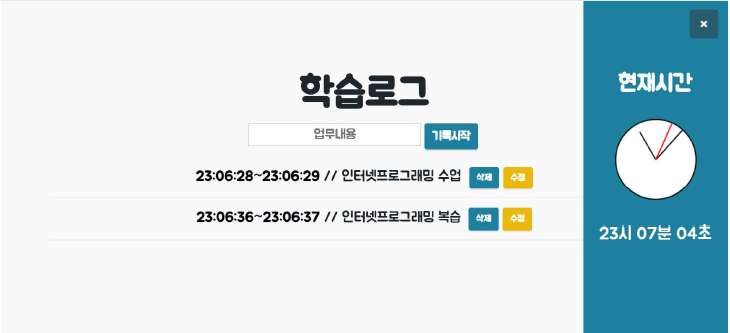 ×
학습로그
업무내용 기록시작
23:06:28~23:06:29 // 인터넷프로그래밍 수업 삭제 수정
23:06:36~23:06:37 // 인터넷프로그래밍 복습 삭제 수정
현재시간
23시 07분 04초